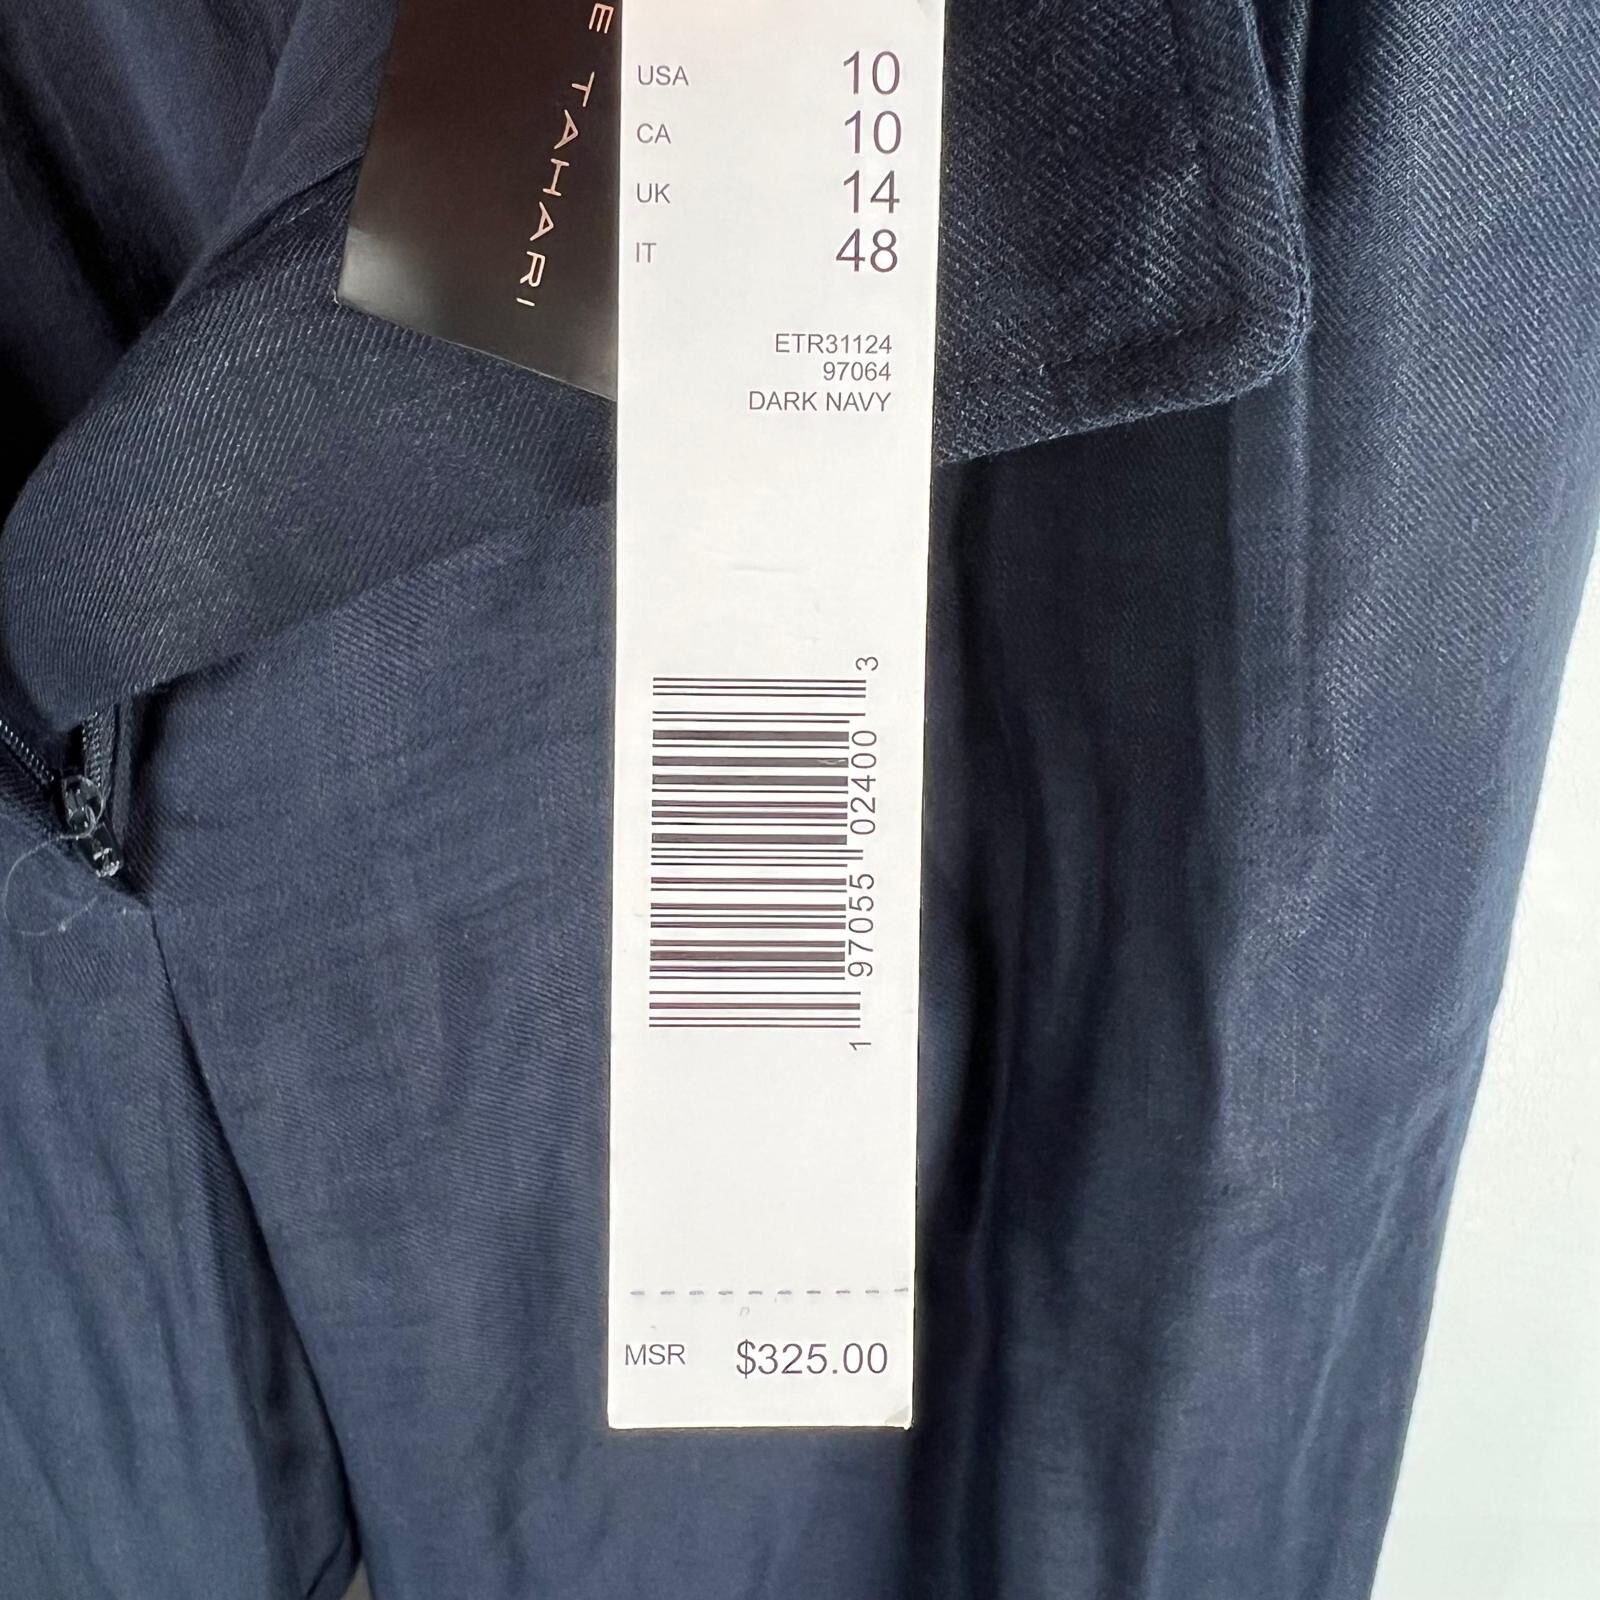 E TAHARI
USA 10
CA 10
UK 14
IT 48
ETR31124
97064
DARK NAVY
1 97055 02400 3
MSR $325.00